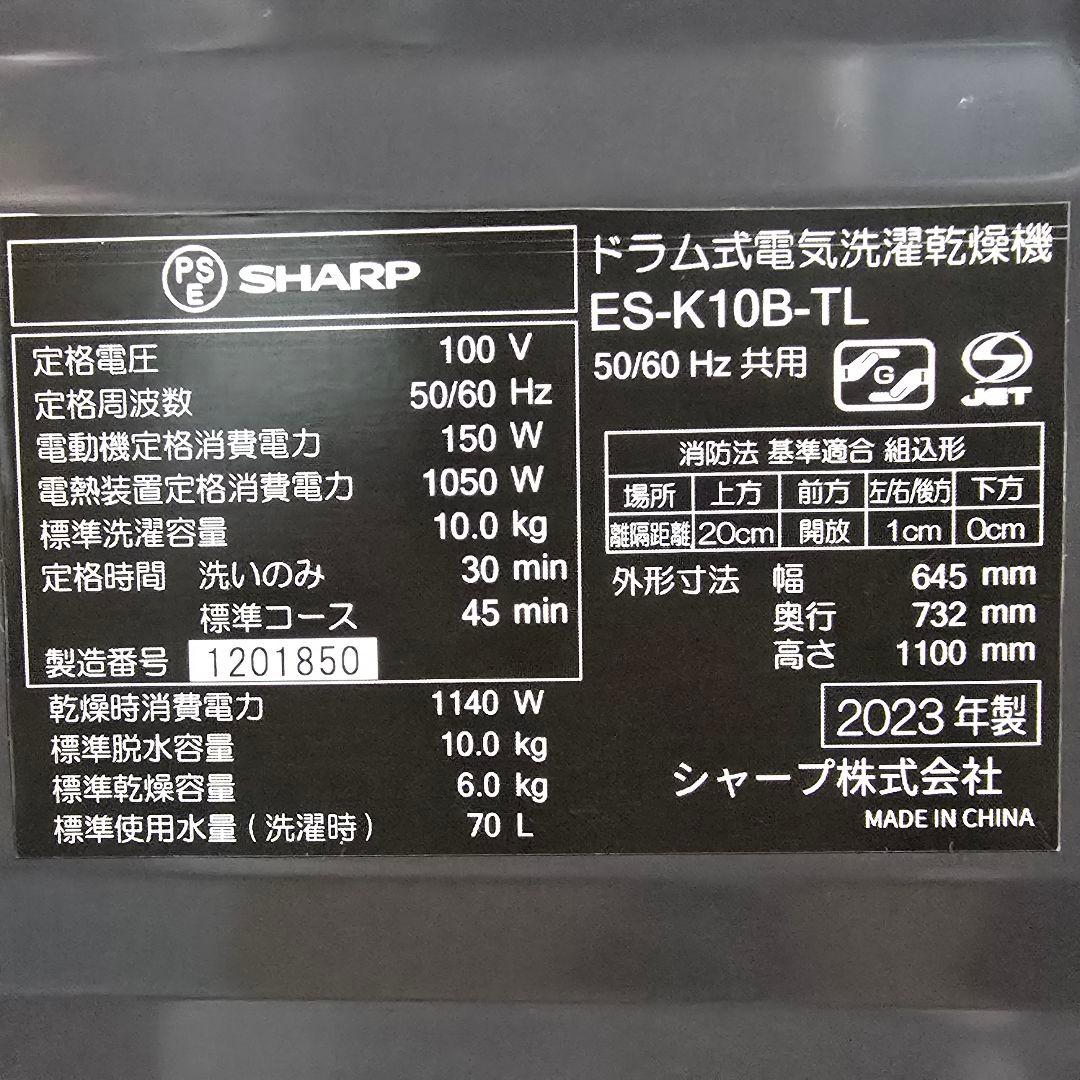 PSE SHARP
定格電圧 100 V
定格周波数 50/60 Hz
電動機定格消費電力 150 W
電熱装置定格消費電力 1050 W
標準洗濯容量 10.0 kg
定格時間 洗いのみ 30 min
標準コース 45 min
製造番号 1201850
乾燥時消費電力 1140 W
標準脱水容量 10.0 kg
標準乾燥容量 6.0 kg
標準使用水量(洗濯時) 70 L
ドラム式電気洗濯乾燥機
ES-K10B-TL
50/60 Hz 共用 G S JET
消防法 基準適合 組込形
場所 上方 前方 左/右/後方 下方
離隔距離 20cm 開放 1cm 0cm
外形寸法 幅 645 mm
奥行 732 mm
高さ 1100 mm
2023年製
シャープ株式会社
MADE IN CHINA